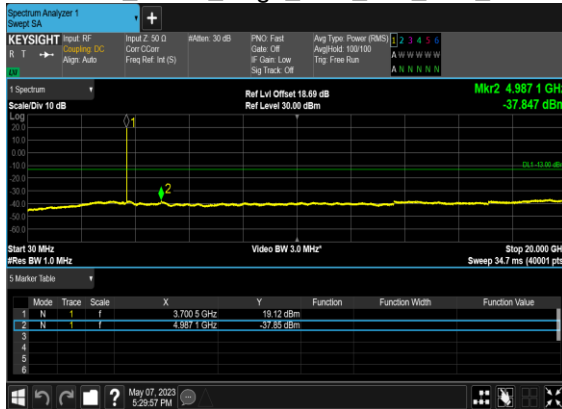 Spectrum Analyzer 1
Swept SA
+
KEYSIGHT Input: RF Input Z: 50 Ω #Atten: 30 dB PNO: Fast Avg Type: Power (RMS) 1 2 3 4 5 6
R T Coupling: DC Corr CCorr Gate: Off Avg|Hold: 100/100 A W W W W W
Align: Auto Freq Ref: Int (S) IF Gain: Low Trig: Free Run
LU Sig Track: Off A N N N N N
1 Spectrum Ref Lvl Offset 18.69 dB Mkr2 4.987 1 GHz
Scale/Div 10 dB Ref Level 30.00 dBm -37.847 dBm
Log
20.0
10.0
0.00
-10.0
-20.0
-30.0
-40.0
-50.0
-60.0
1
2
DL1 -13.00 dBm
Start 30 MHz Video BW 3.0 MHz* Stop 20.000 GHz
#Res BW 1.0 MHz Sweep 34.7 ms (40001 pts)
5 Marker Table
Mode Trace Scale X Y Function Function Width Function Value
1 N 1 f 3.700 5 GHz 19.12 dBm
2 N 1 f 4.987 1 GHz -37.85 dBm
3
4
5
6
? May 07, 2023
5:29:57 PM